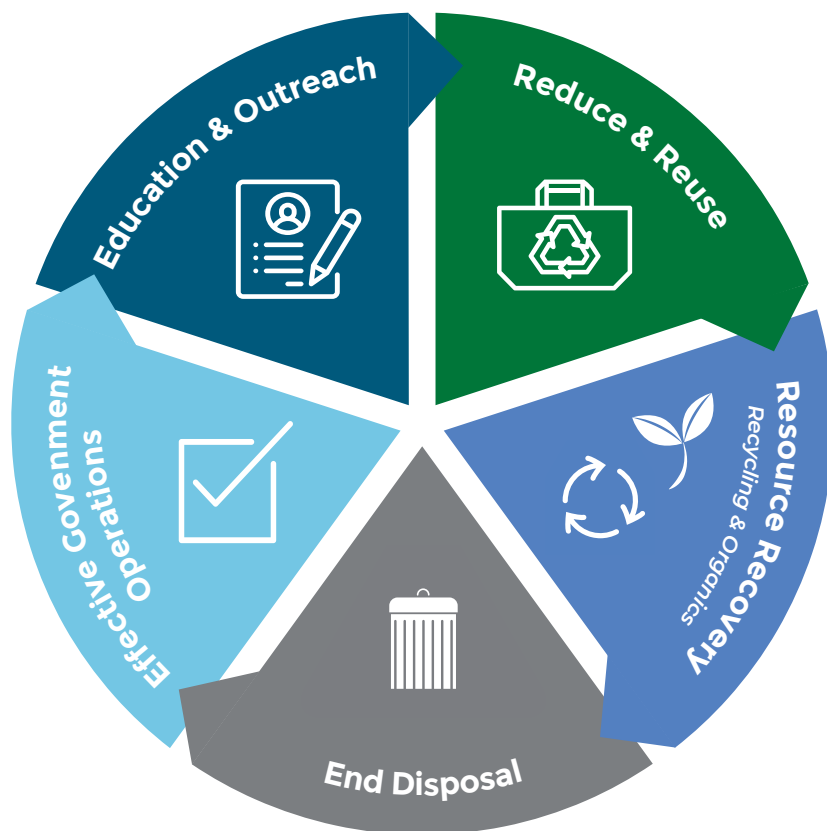 Education & Outreach
Reduce & Reuse
Resource Recovery
Recycling & Organics
End Disposal
Effective Govenment
Operations